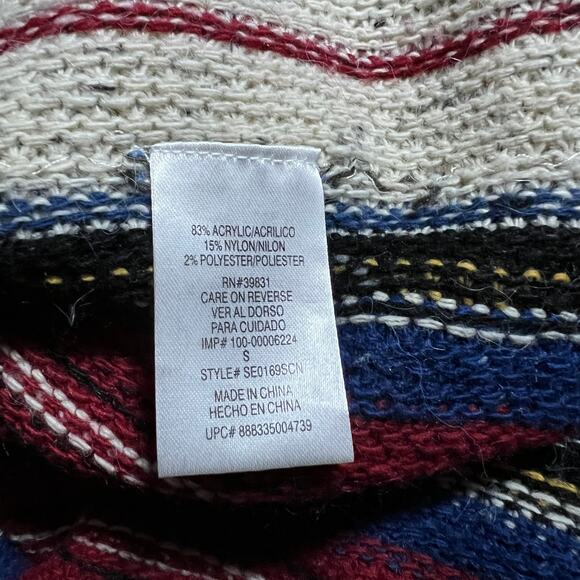 83% ACRYLIC/ACRILICO
15% NYLON/NILON
2% POLYESTER/POLIESTER
RN#39831
CARE ON REVERSE
VER AL DORSO
PARA CUIDADO
IMP# 100-00006224
S
STYLE# SE0169SCN
MADE IN CHINA
HECHO EN CHINA
UPC# 888335004739